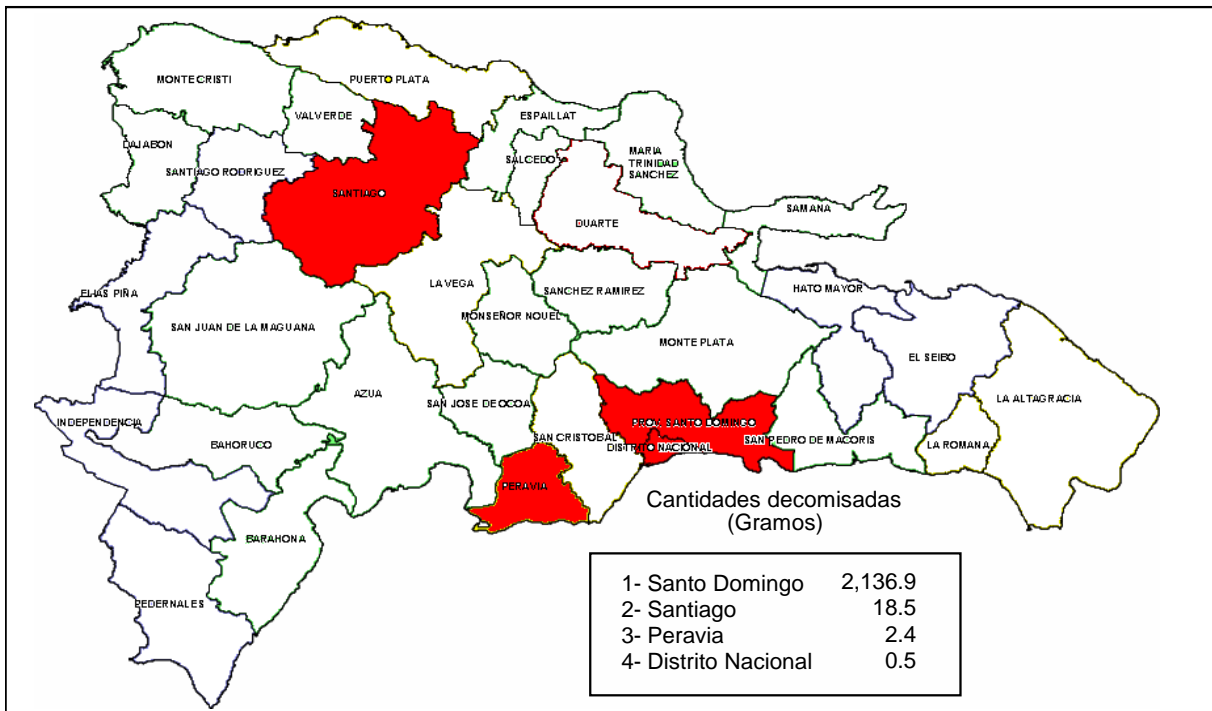 MONTECRISTI
PUERTO PLATA
VALVERDE
ESPAILLAT
DAJABON
SANTIAGO RODRIGUEZ
SALCEDO
MARIA
TRINIDAD
SANCHEZ
SANTIAGO
SAMANA
DUARTE
ELIAS PIÑA
LA VEGA
SANCHEZ RAMIREZ
HATO MAYOR
SAN JUAN DE LA MAGUANA
MONSEÑOR NOUEL
MONTE PLATA
EL SEIBO
AZUA
SAN JOSE DE OCOA
LA ALTAGRACIA
INDEPENDENCIA
PROV. SANTO DOMINGO
BAHORUCO
SAN CRISTOBAL
DISTRITO NACIONAL
SAN PEDRO DE MACORIS
LA ROMANA
PERAVIA
BARAHONA
PEDERNALES
Cantidades decomisadas
(Gramos)
1- Santo Domingo 2,136.9
2- Santiago 18.5
3- Peravia 2.4
4- Distrito Nacional 0.5